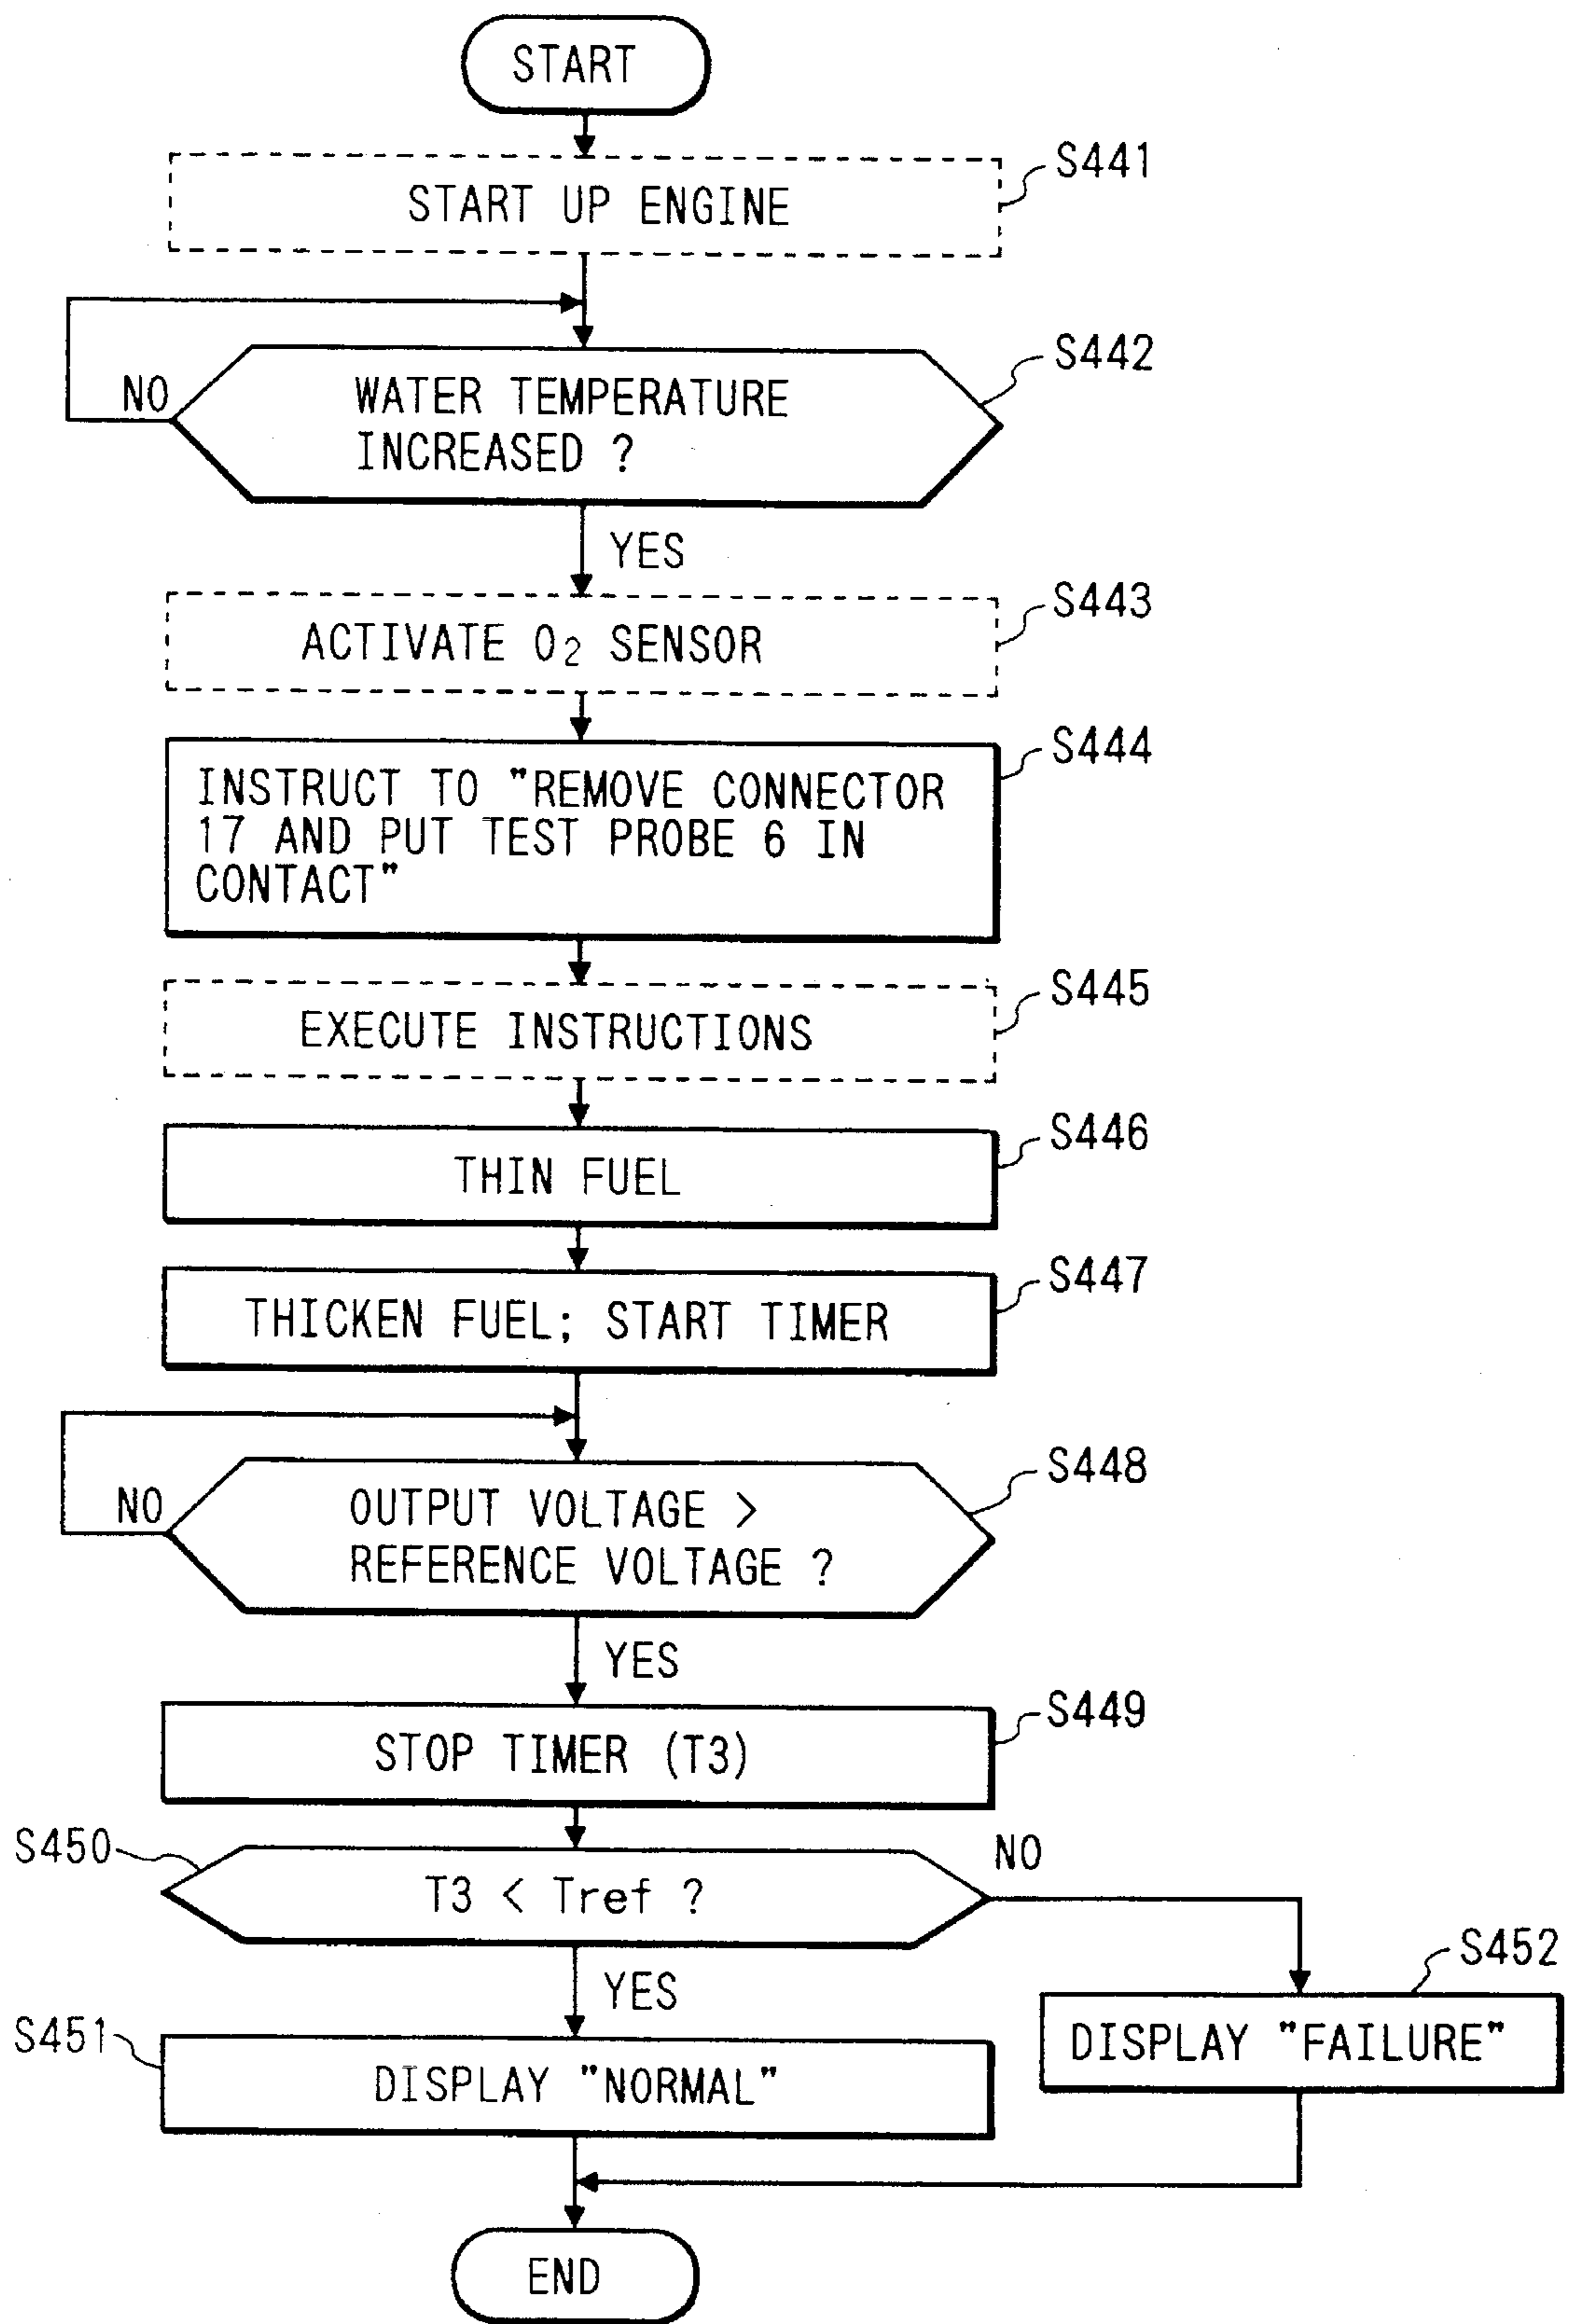 START
START UP ENGINE
S441
WATER TEMPERATURE
INCREASED ?
S442
NO
YES
ACTIVATE O₂ SENSOR
S443
INSTRUCT TO "REMOVE CONNECTOR
17 AND PUT TEST PROBE 6 IN
CONTACT"
S444
EXECUTE INSTRUCTIONS
S445
THIN FUEL
S446
THICKEN FUEL; START TIMER
S447
OUTPUT VOLTAGE >
REFERENCE VOLTAGE ?
S448
NO
YES
STOP TIMER (T3)
S449
S450
T3 < Tref ?
NO
YES
S452
DISPLAY "FAILURE"
S451
DISPLAY "NORMAL"
END